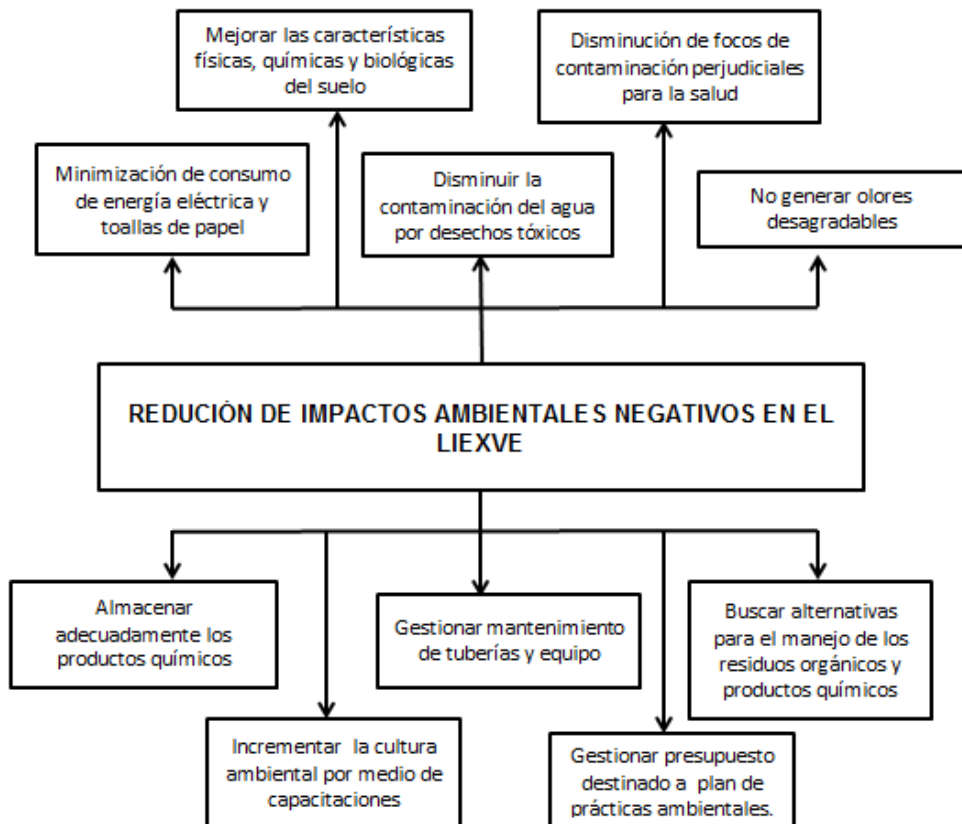 Mejorar las características
físicas, químicas y biológicas
del suelo
Disminución de focos de
contaminación perjudiciales
para la salud
Minimización de consumo
de energía eléctrica y
toallas de papel
Disminuir la
contaminación del agua
por desechos tóxicos
No generar olores
desagradables
REDUCIÓN DE IMPACTOS AMBIENTALES NEGATIVOS EN EL
LIEXVE
Almacenar
adecuadamente los
productos químicos
Gestionar mantenimiento
de tuberías y equipo
Buscar alternativas
para el manejo de los
residuos orgánicos y
productos químicos
Incrementar la cultura
ambiental por medio de
capacitaciones
Gestionar presupuesto
destinado a plan de
prácticas ambientales.